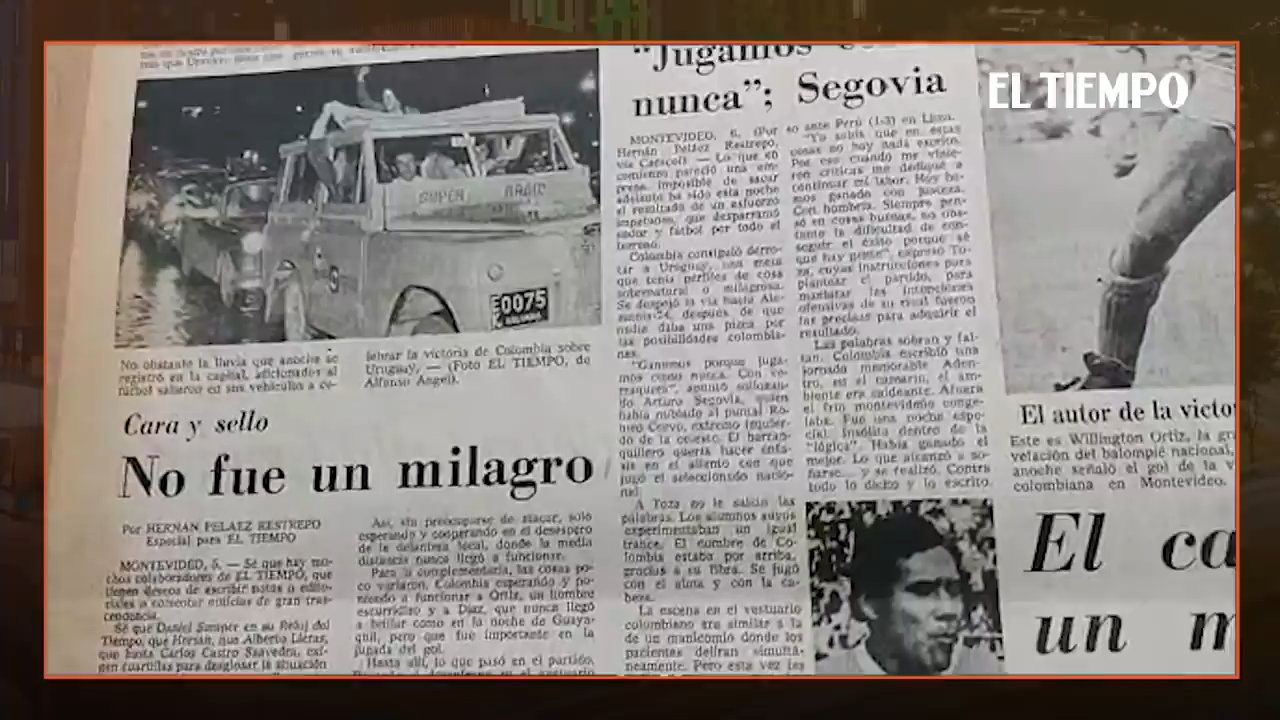 EL TIEMPO
SUPER RADIO
E0075
No obstante la lluvia que anoche se
registró en la capital, aficionados al
fútbol salieron en sus vehículos a ce-
lebrar la victoria de Colombia sobre
Uruguay. — (Foto EL TIEMPO, de
Alfonso Angel).
Cara y sello
No fue un milagro
Por HERNAN PELAEZ RESTREPO
Especial para EL TIEMPO
MONTEVIDEO, 5. — Sé que hay mu-
chos colaboradores de EL TIEMPO, que
tienen deseos de escribir notas o edito-
riales o comentar noticias de gran tras-
cendencia.
Sé que Daniel Samper en su Reloj del
Tiempo, que Hersán, que Alberto Lleras,
que hasta Carlos Castro Saavedra, exi-
gen cuartillas para desglosar la situación
Así, sin preocuparse de atacar, solo
esperando y cooperando en el desespero
de la delantera local, donde la media
distancia nunca llegó a funcionar.
Para la complementaria, las cosas po-
co variaron. Colombia esperando y po-
niendo a funcionar a Ortiz, un hombre
escurridizo y a Díaz, que nunca llegó
a brillar como en la noche de Guaya-
quil, pero que fue importante en la
jugada del gol.
Hasta allí, lo que pasó en el partido.
"Jugamos
nunca"; Segovia
MONTEVIDEO, 6. (Por
Hernán Peláez Restrepo,
vía Caracol). — Lo que en
comienzo pareció una em-
presa imposible de sacar
adelante ha sido esta noche
el resultado de un esfuerzo
impetuoso, que desparramó
sudor y fútbol por todo el
terreno.
Colombia consiguió derro-
tar a Uruguay, una meta
que tenía perfiles de cosa
sobrenatural o milagrosa.
Se despejó la vía hasta Ale-
mania-74, después de que
nadie daba una pizca por
las posibilidades colombia-
nas.
"Ganamos porque juga-
mos como nunca. Con ve-
rraquera", apuntó sollozan-
do Arturo Segovia, quien
había nublado al puntal Ro-
meo Corvo, extremo izquier-
do de la celeste. El barran-
quillero quería hacer énfa-
sis en el aliento con que
jugó el seleccionado nacio-
nal.
A Toza no le salían las
palabras. Los alumnos suyos
experimentaban un igual
trance. El nombre de Co-
lombia estaba por arriba,
gracias a su fibra. Se jugó
con el alma y con la ca-
beza.
La escena en el vestuario
colombiano era similar a la
de un manicomio donde los
pacientes deliran simultá-
neamente. Pero esta vez las
so ante Perú (1-3) en Lima.
"Yo sabía que en estas
cosas no hay nada escrito.
Por eso cuando me vinie-
ron críticas me dediqué a
continuar mi labor. Hoy he-
mos ganado con justeza.
Con hombría. Siempre pen-
só en cosas buenas, no obs-
tante la dificultad de con-
seguir el éxito porque sé
que hay gente", expresó To-
za, cuyas instrucciones para
plantear el partido, para
maniatar las intenciones
ofensivas de su rival fueron
las precisas para adquirir el
resultado.
Las palabras sobran y fal-
tan. Colombia escribió una
jornada memorable. Aden-
tro, en el camarín, el am-
biente era caldeante. Afuera
el frío montevideño conge-
laba. Fue una noche espe-
cial. Insólita dentro de la
"lógica". Había ganado el
mejor. Lo que alcanzó a so-
ñarse... y se realizó. Contra
todo lo dicho y lo escrito.
El autor de la victo
Este es Willington Ortiz, la gr
velación del balompié nacional,
anoche señaló el gol de la v
colombiana en Montevideo.
El ca
un m